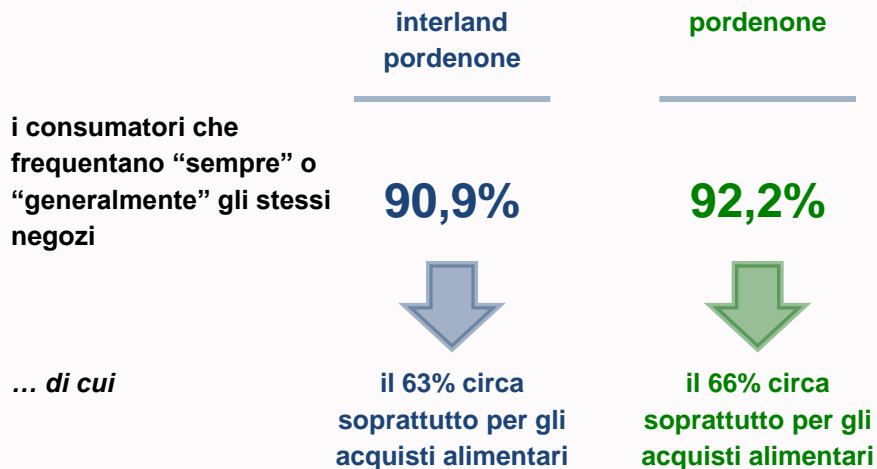 interland
pordenone
pordenone
i consumatori che
frequentano “sempre” o
“generalmente” gli stessi
negozi
90,9%
92,2%
… di cui
il 63% circa
soprattutto per gli
acquisti alimentari
il 66% circa
soprattutto per gli
acquisti alimentari